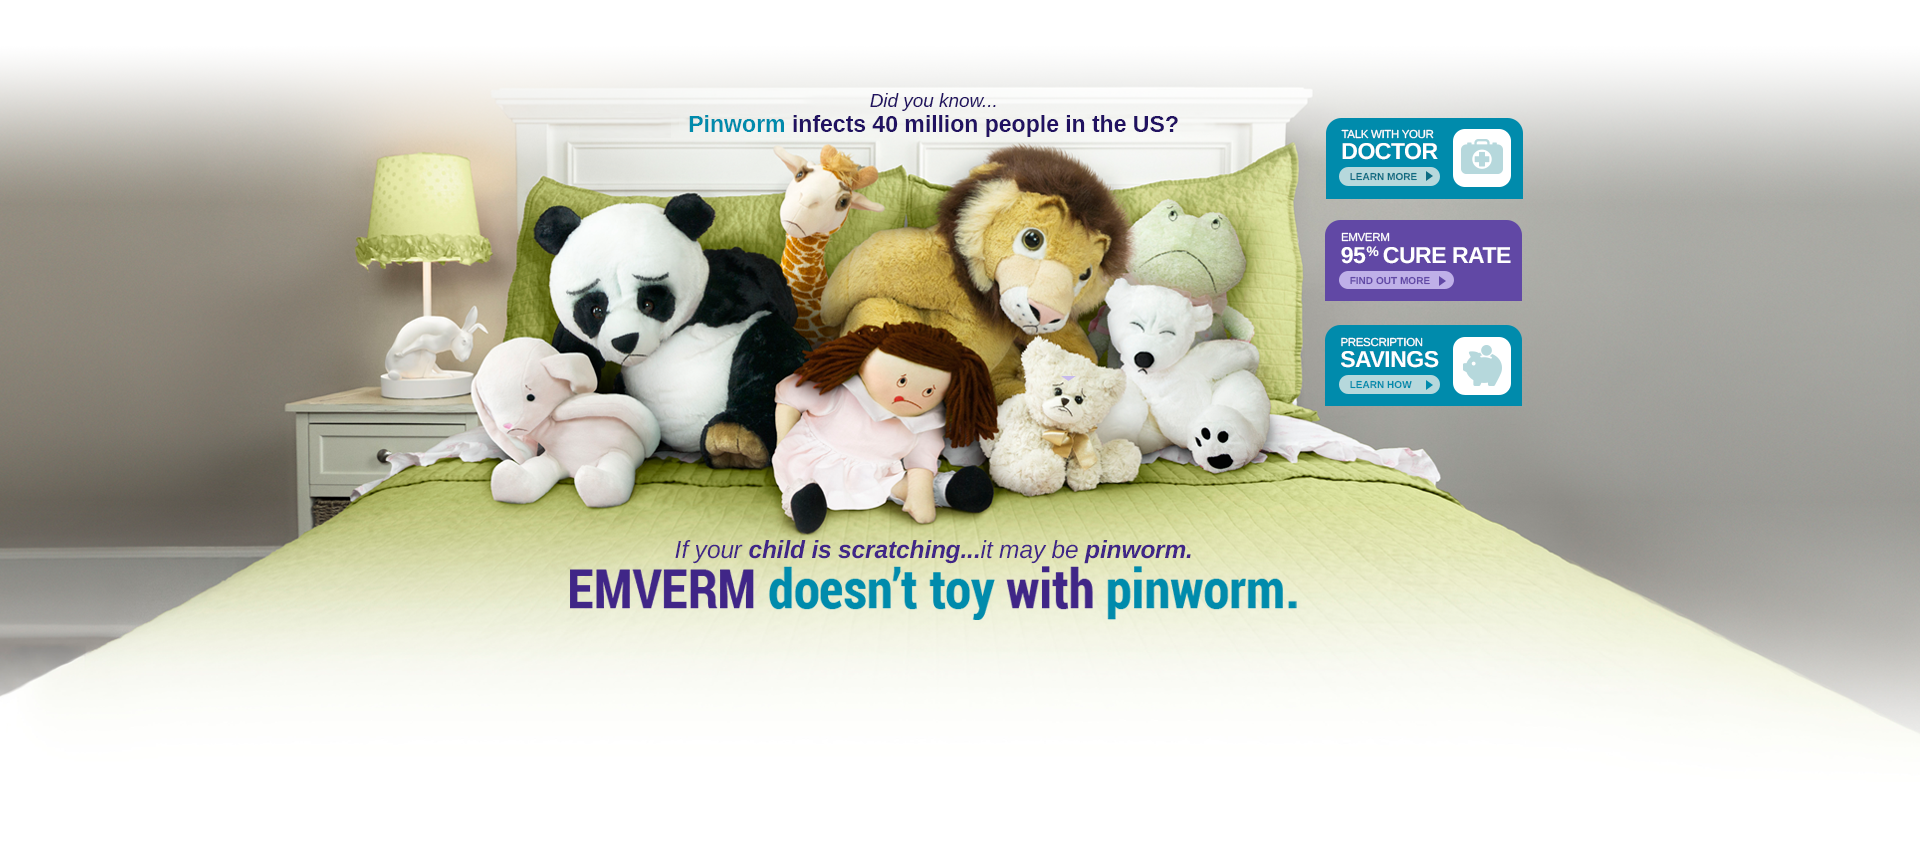 Did you know...
Pinworm infects 40 million people in the US?
TALK WITH YOUR
DOCTOR
LEARN MORE
EMVERM
95% CURE RATE
FIND OUT MORE
PRESCRIPTION
SAVINGS
LEARN HOW
If your child is scratching...it may be pinworm.
EMVERM doesn’t toy with pinworm.